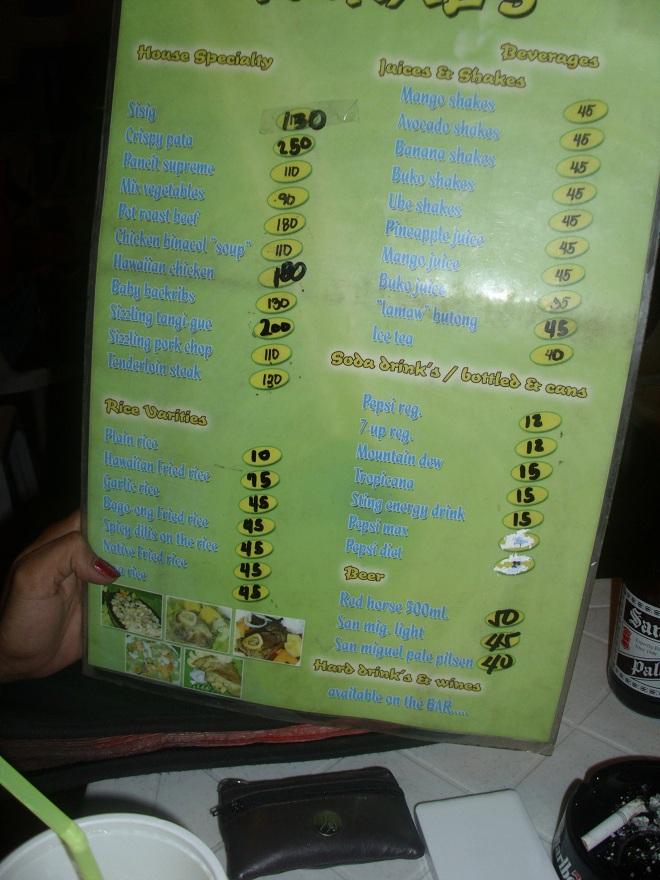 House Specialty
Sisig 130
Crispy pata 250
Pancit supreme 110
Mix vegetables 90
Pot roast beef 180
Chicken binacol "soup" 110
Hawaiian chicken 180
Baby backribs 130
Sizzling tangi-gue 200
Sizzling pork chop 110
Tenderloin steak 130
Rice Varities
Plain rice 10
Hawaiian Fried rice 75
Garlic rice 45
Bago-ong Fried rice 45
Spicy dilis on the rice 45
Native Fried rice 45
rice 45
Beverages
Juices & Shakes
Mango shakes 45
Avocado shakes 45
Banana shakes 45
Buko shakes 45
Ube shakes 45
Pineapple juice 45
Mango juice 45
Buko juice 35
"lamaw" butong 45
Ice tea 40
Soda drink's / bottled & cans
Pepsi reg. 12
7-up reg. 12
Mountain dew 15
Tropicana 15
Sting energy drink 15
Pepsi max
Pepsi diet
Beer
Red horse 500mL 50
San mig. light 45
San miguel pale pilsen 40
Hard drink's & wines
available on the BAR.....
San
Pale